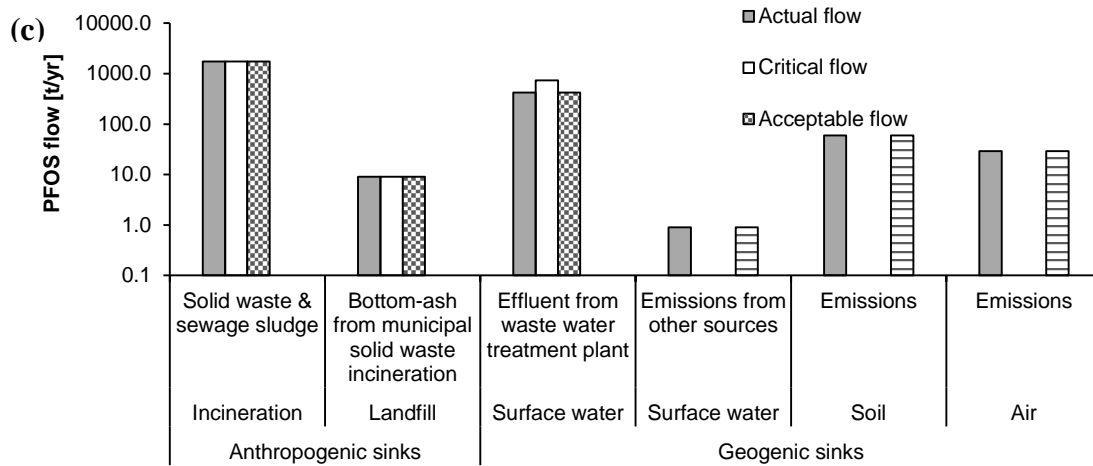 (c)
PFOS flow [t/yr]
10000.0
1000.0
100.0
10.0
1.0
0.1
Actual flow
Critical flow
Acceptable flow
Solid waste &
sewage sludge
Bottom-ash
from municipal
solid waste
incineration
Effluent from
waste water
treatment plant
Emissions from
other sources
Emissions
Emissions
Incineration
Landfill
Surface water
Surface water
Soil
Air
Anthropogenic sinks
Geogenic sinks